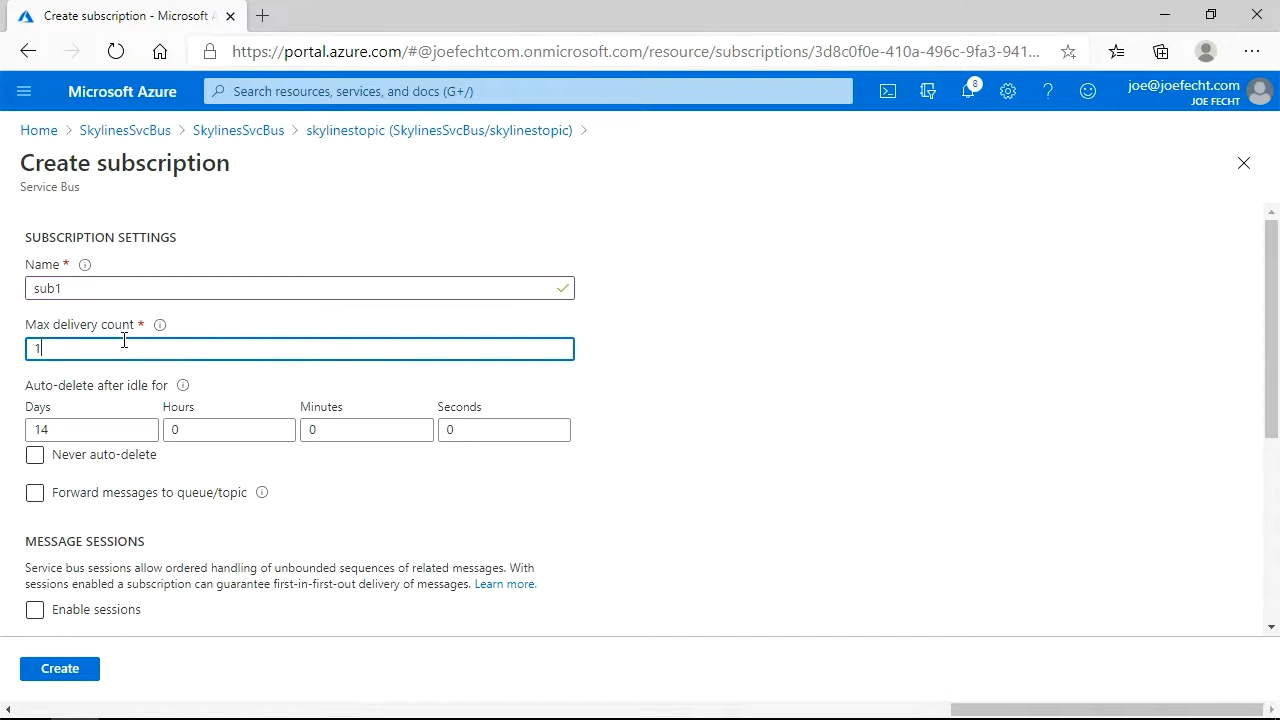 Create subscription - Microsoft A
https://portal.azure.com/#@joefechtcom.onmicrosoft.com/resource/subscriptions/3d8c0f0e-410a-496c-9fa3-941...
Microsoft Azure
Search resources, services, and docs (G+/)
8
joe@joefecht.com
JOE FECHT
Home > SkylinesSvcBus > SkylinesSvcBus > skylinestopic (SkylinesSvcBus/skylinestopic) >
Create subscription
Service Bus
SUBSCRIPTION SETTINGS
Name *
sub1
Max delivery count *
1
Auto-delete after idle for
Days Hours Minutes Seconds
14 0 0 0
Never auto-delete
Forward messages to queue/topic
MESSAGE SESSIONS
Service bus sessions allow ordered handling of unbounded sequences of related messages. With
sessions enabled a subscription can guarantee first-in-first-out delivery of messages. Learn more.
Enable sessions
Create